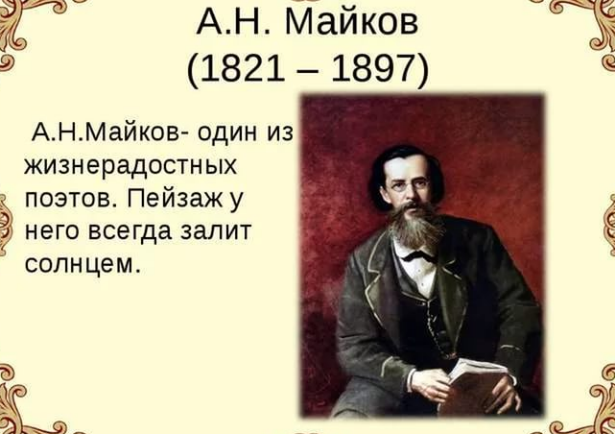 А.Н. Майков
(1821 – 1897)
А.Н.Майков- один из
жизнерадостных
поэтов. Пейзаж у
него всегда залит
солнцем.